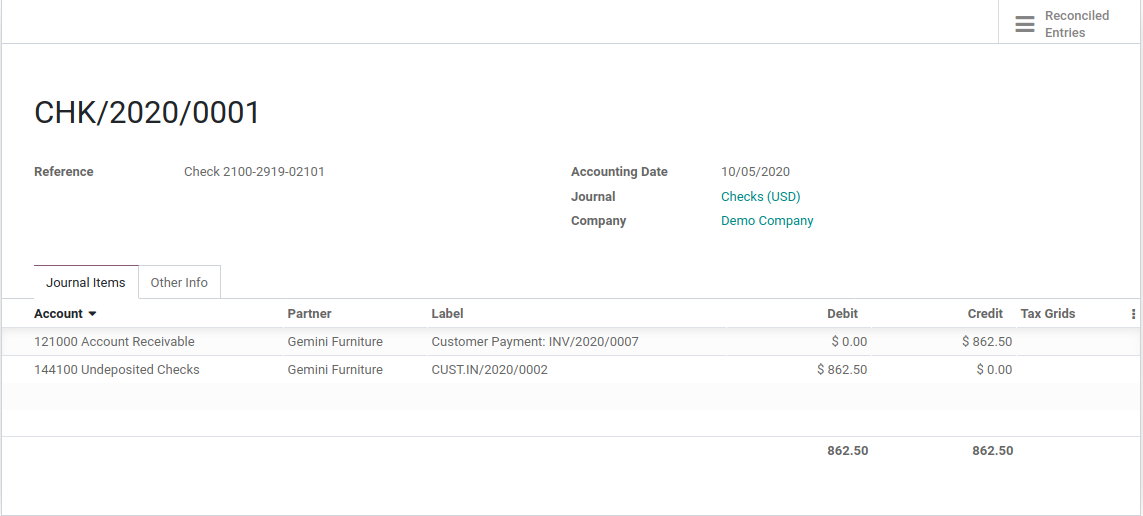 Reconciled
Entries
CHK/2020/0001
Reference Check 2100-2919-02101 Accounting Date 10/05/2020
Journal Checks (USD)
Company Demo Company
Journal Items Other Info
Account Partner Label Debit Credit Tax Grids
121000 Account Receivable Gemini Furniture Customer Payment: INV/2020/0007 $ 0.00 $ 862.50
144100 Undeposited Checks Gemini Furniture CUST.IN/2020/0002 $ 862.50 $ 0.00
862.50 862.50